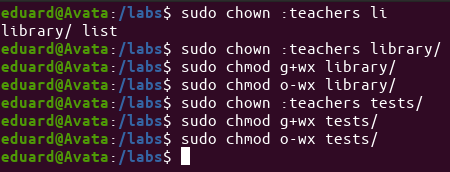 eduard@Avata:/labs$ sudo chown :teachers li
library/ list
eduard@Avata:/labs$ sudo chown :teachers library/
eduard@Avata:/labs$ sudo chmod g+wx library/
eduard@Avata:/labs$ sudo chmod o-wx library/
eduard@Avata:/labs$ sudo chown :teachers tests/
eduard@Avata:/labs$ sudo chmod g+wx tests/
eduard@Avata:/labs$ sudo chmod o-wx tests/
eduard@Avata:/labs$